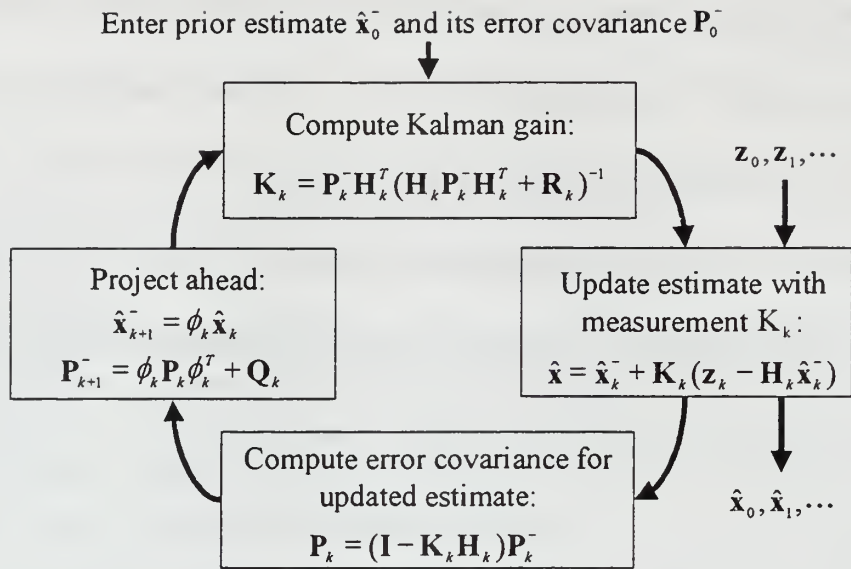 Enter prior estimate x̂₀⁻ and its error covariance P₀⁻
Compute Kalman gain:
Kₖ = Pₖ⁻Hₖᵀ(HₖPₖ⁻Hₖᵀ + Rₖ)⁻¹
z₀, z₁, ⋯
Update estimate with
measurement Kₖ:
x̂ = x̂ₖ⁻ + Kₖ(zₖ − Hₖx̂ₖ⁻)
x̂₀, x̂₁, ⋯
Compute error covariance for
updated estimate:
Pₖ = (I − KₖHₖ)Pₖ⁻
Project ahead:
x̂ₖ₊₁⁻ = ϕₖx̂ₖ
Pₖ₊₁⁻ = ϕₖPₖϕₖᵀ + Qₖ